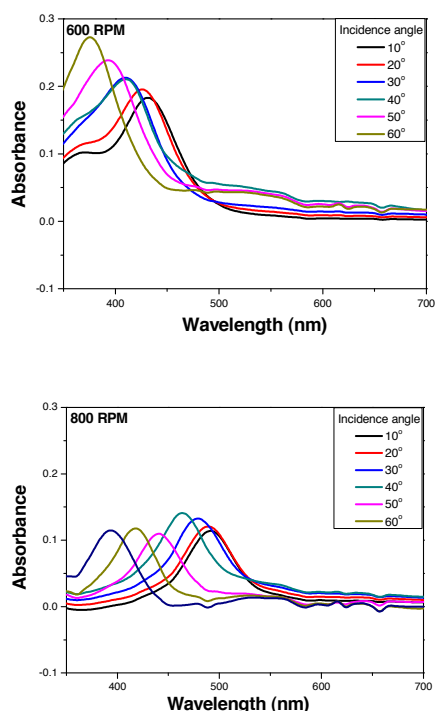 600 RPM
Incidence angle
10°
20°
30°
40°
50°
60°
0.3
0.2
0.1
0.0
-0.1
Absorbance
400 500 600 700
Wavelength (nm)
800 RPM
Incidence angle
10°
20°
30°
40°
50°
60°
0.3
0.2
0.1
0.0
-0.1
Absorbance
400 500 600 700
Wavelength (nm)